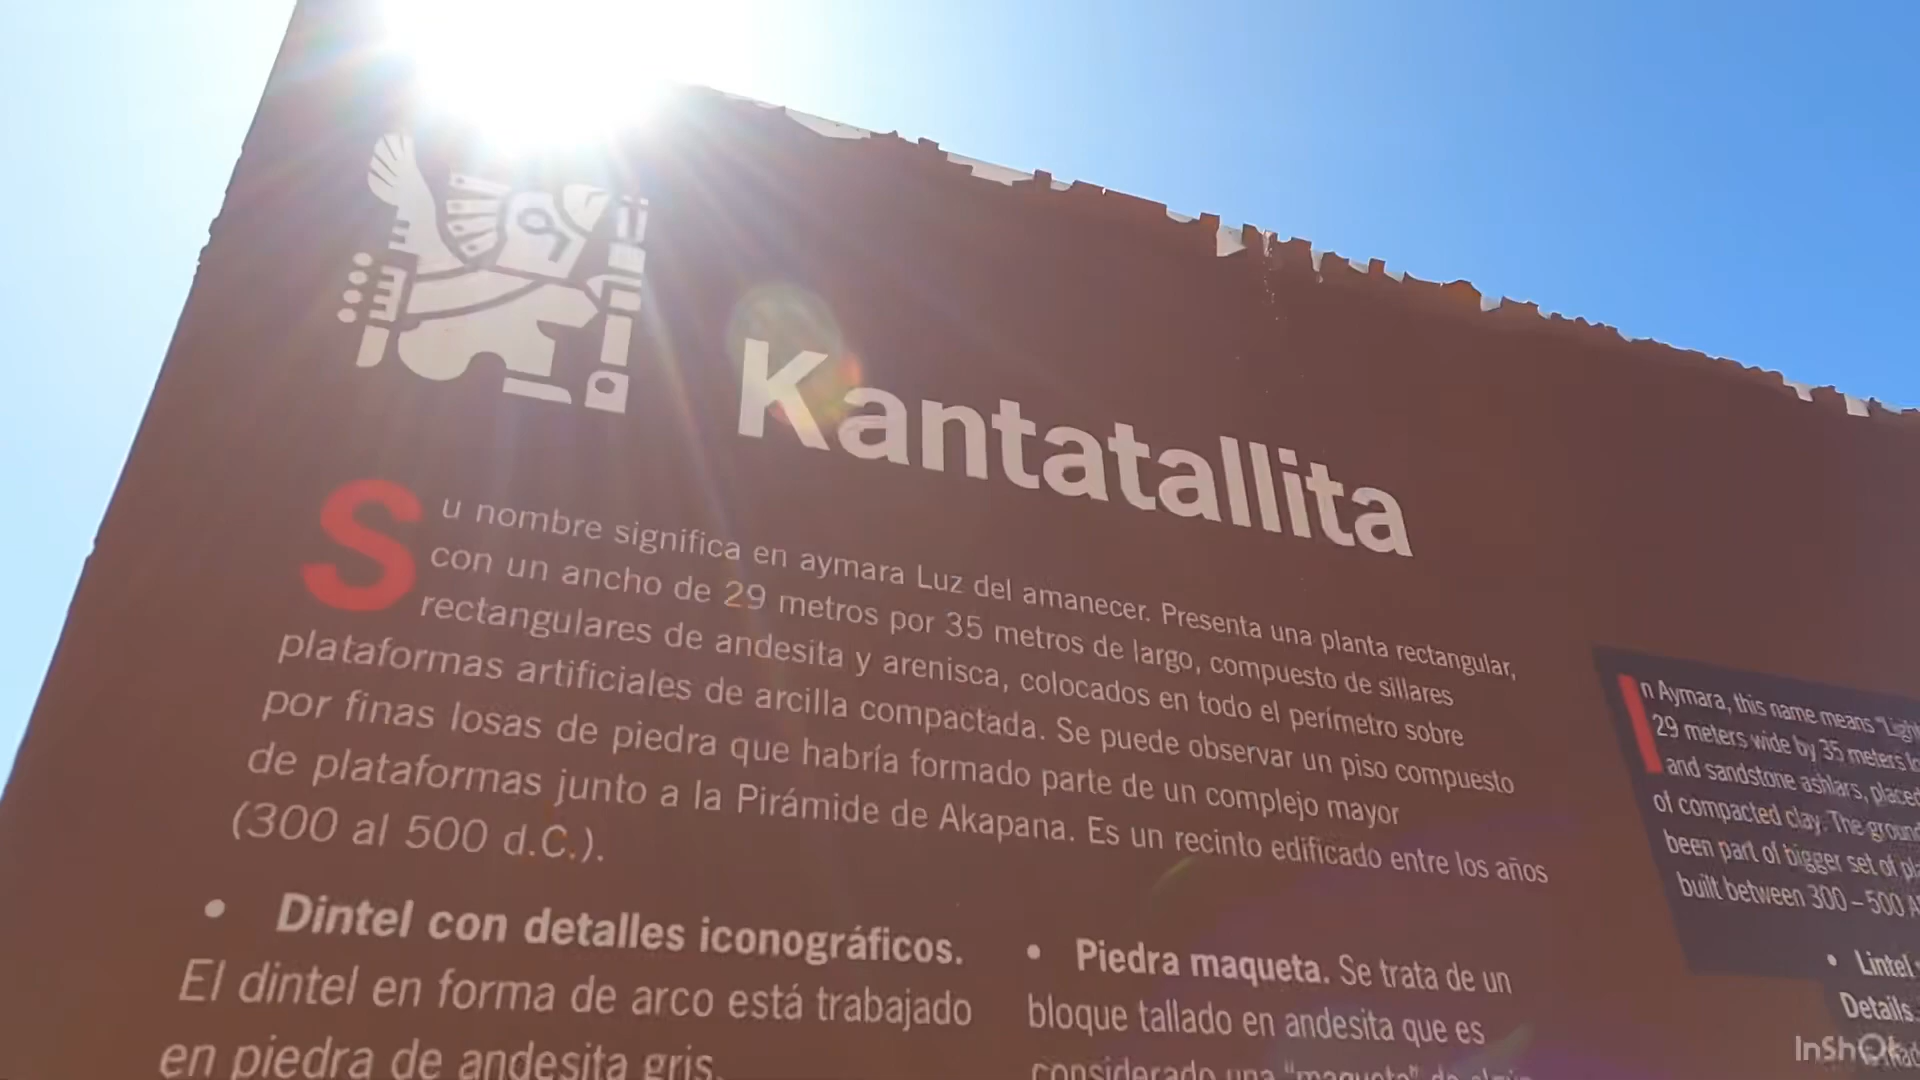 Kantatallita
Su nombre significa en aymara Luz del amanecer. Presenta una planta rectangular,
con un ancho de 29 metros por 35 metros de largo, compuesto de sillares
rectangulares de andesita y arenisca, colocados en todo el perímetro sobre
plataformas artificiales de arcilla compactada. Se puede observar un piso compuesto
por finas losas de piedra que habría formado parte de un complejo mayor
de plataformas junto a la Pirámide de Akapana. Es un recinto edificado entre los años
(300 al 500 d.C.).
• Dintel con detalles iconográficos.
El dintel en forma de arco está trabajado
en piedra de andesita gris.
• Piedra maqueta. Se trata de un
bloque tallado en andesita que es
considerado una "maqueta" de
In Aymara, this name means "Light
29 meters wide by 35 meters
and sandstone ashlars, placed
of compacted clay. The ground
been part of bigger set of
built between 300 – 500
• Lintel
Details.
InShOt